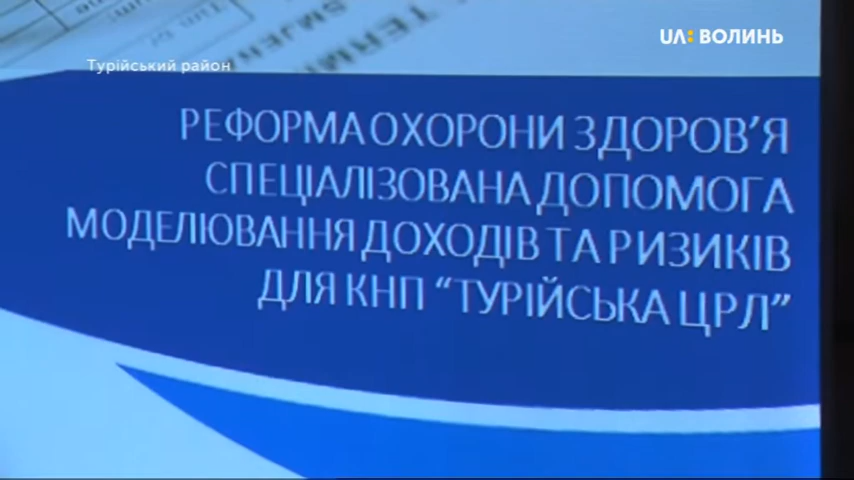 UA: ВОЛИНЬ
Турійський район
РЕФОРМА ОХОРОНИ ЗДОРОВ'Я
СПЕЦІАЛІЗОВАНА ДОПОМОГА
МОДЕЛЮВАННЯ ДОХОДІВ ТА РИЗИКІВ
ДЛЯ КНП “ТУРІЙСЬКА ЦРЛ”